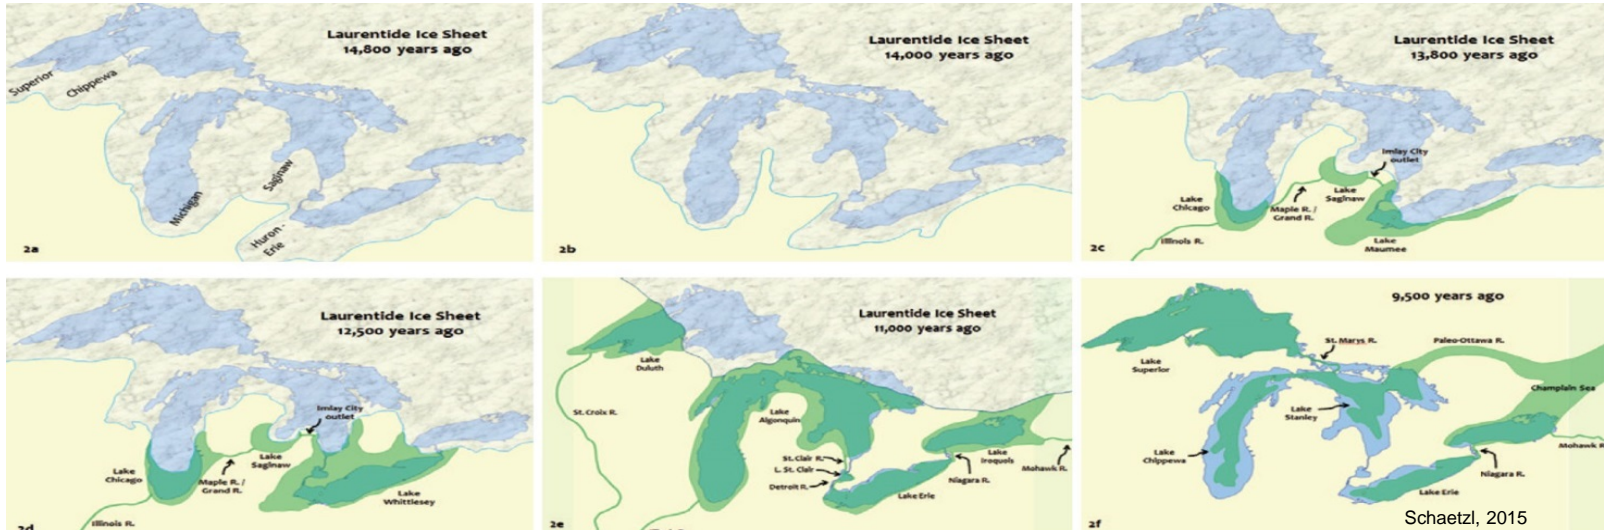 Laurentide Ice Sheet
14,800 years ago
Superior
Chippewa
Michigan
Saginaw
Huron -
Erie
2a
Laurentide Ice Sheet
14,000 years ago
2b
Laurentide Ice Sheet
13,800 years ago
Imlay City
outlet
Lake
Chicago
Maple R. /
Grand R.
Lake
Saginaw
Illinois R.
Lake
Maumee
2c
Laurentide Ice Sheet
12,500 years ago
Imlay City
outlet
Lake
Chicago
Maple R. /
Grand R.
Lake
Saginaw
Lake
Whittlesey
Illinois R.
2d
Laurentide Ice Sheet
11,000 years ago
Lake
Duluth
St. Croix R.
Lake
Algonquin
St. Clair R.
L. St. Clair
Detroit R.
Lake Erie
Niagara R.
Lake
Iroquois
Mohawk R.
2e
9,500 years ago
St. Marys R.
Paleo-Ottawa R.
Lake
Superior
Champlain Sea
Lake
Stanley
Lake
Chippewa
Mohawk R
Niagara R.
Lake Erie
2f
Schaetzl, 2015